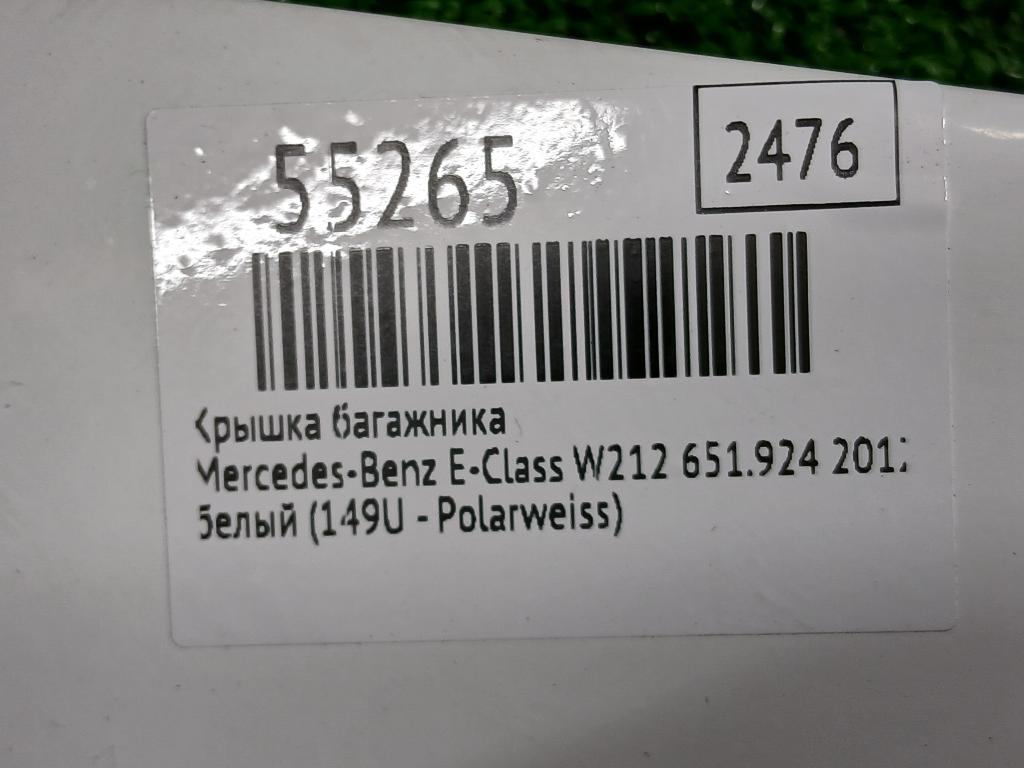 55265
2476
Крышка багажника
Mercedes-Benz E-Class W212 651.924
белый (149U - Polarweiss)